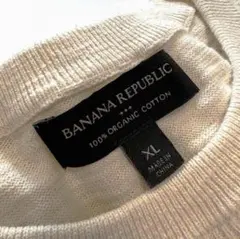 BANANA REPUBLIC
★★★
100% ORGANIC COTTON
XL
MADE IN
CHINA